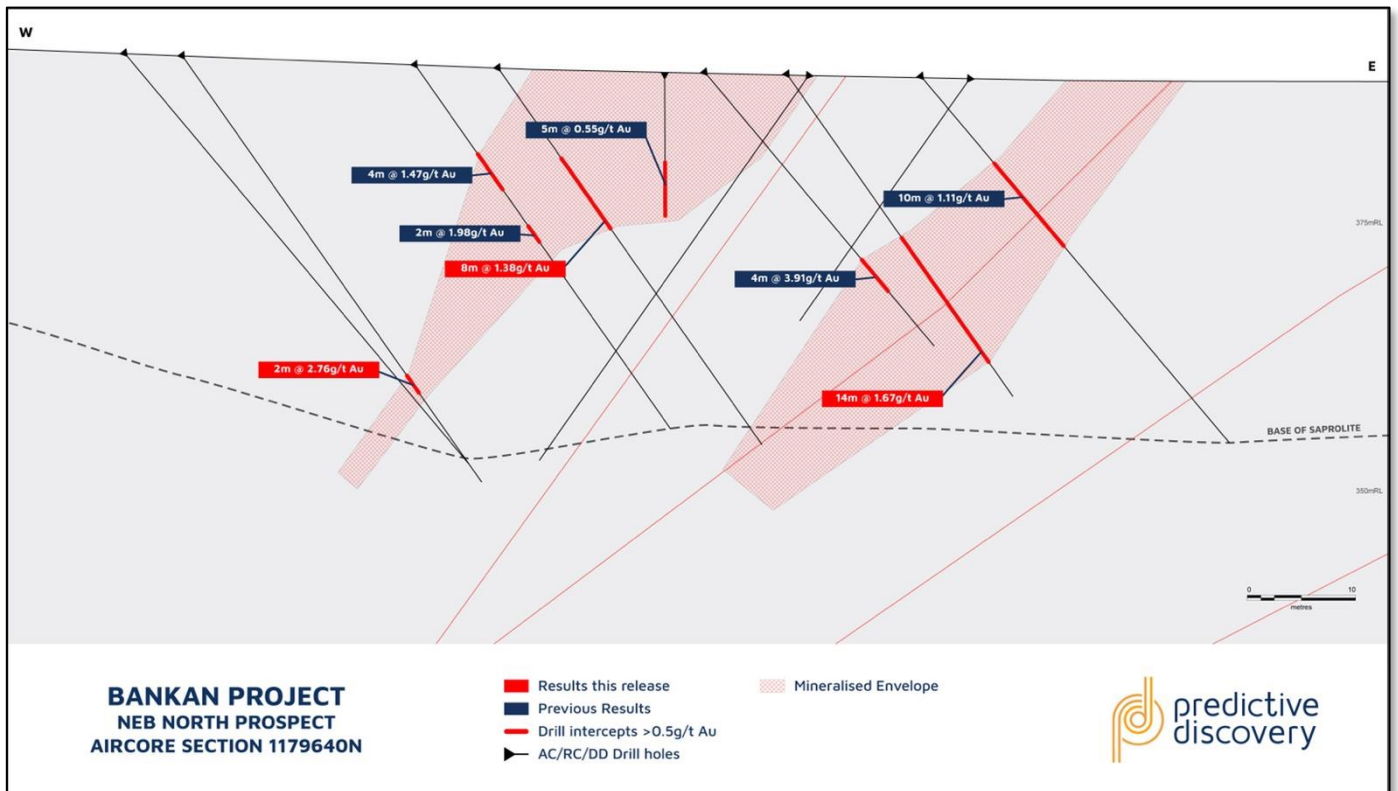 W
E
5m @ 0.55g/t Au
4m @ 1.47g/t Au
10m @ 1.11g/t Au
375mRL
2m @ 1.98g/t Au
8m @ 1.38g/t Au
4m @ 3.91g/t Au
2m @ 2.76g/t Au
14m @ 1.67g/t Au
BASE OF SAPROLITE
350mRL
0 10
metres
BANKAN PROJECT
NEB NORTH PROSPECT
AIRCORE SECTION 1179640N
Results this release
Previous Results
Drill intercepts >0.5g/t Au
AC/RC/DD Drill holes
Mineralised Envelope
predictive
discovery